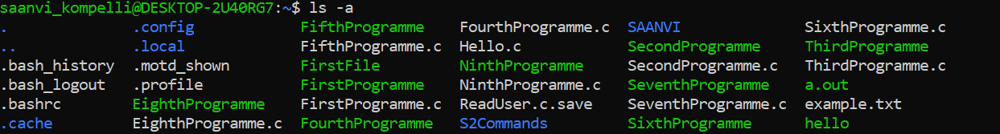 saanvi_kompelli@DESKTOP-2U40RG7:~$ ls -a
. .config FifthProgramme FourthProgramme.c SAANVI SixthProgramme.c
.. .local FifthProgramme.c Hello.c SecondProgramme ThirdProgramme
.bash_history .motd_shown FirstFile NinthProgramme SecondProgramme.c ThirdProgramme.c
.bash_logout .profile FirstProgramme NinthProgramme.c SeventhProgramme a.out
.bashrc EighthProgramme FirstProgramme.c ReadUser.c.save SeventhProgramme.c example.txt
.cache EighthProgramme.c FourthProgramme S2Commands SixthProgramme hello